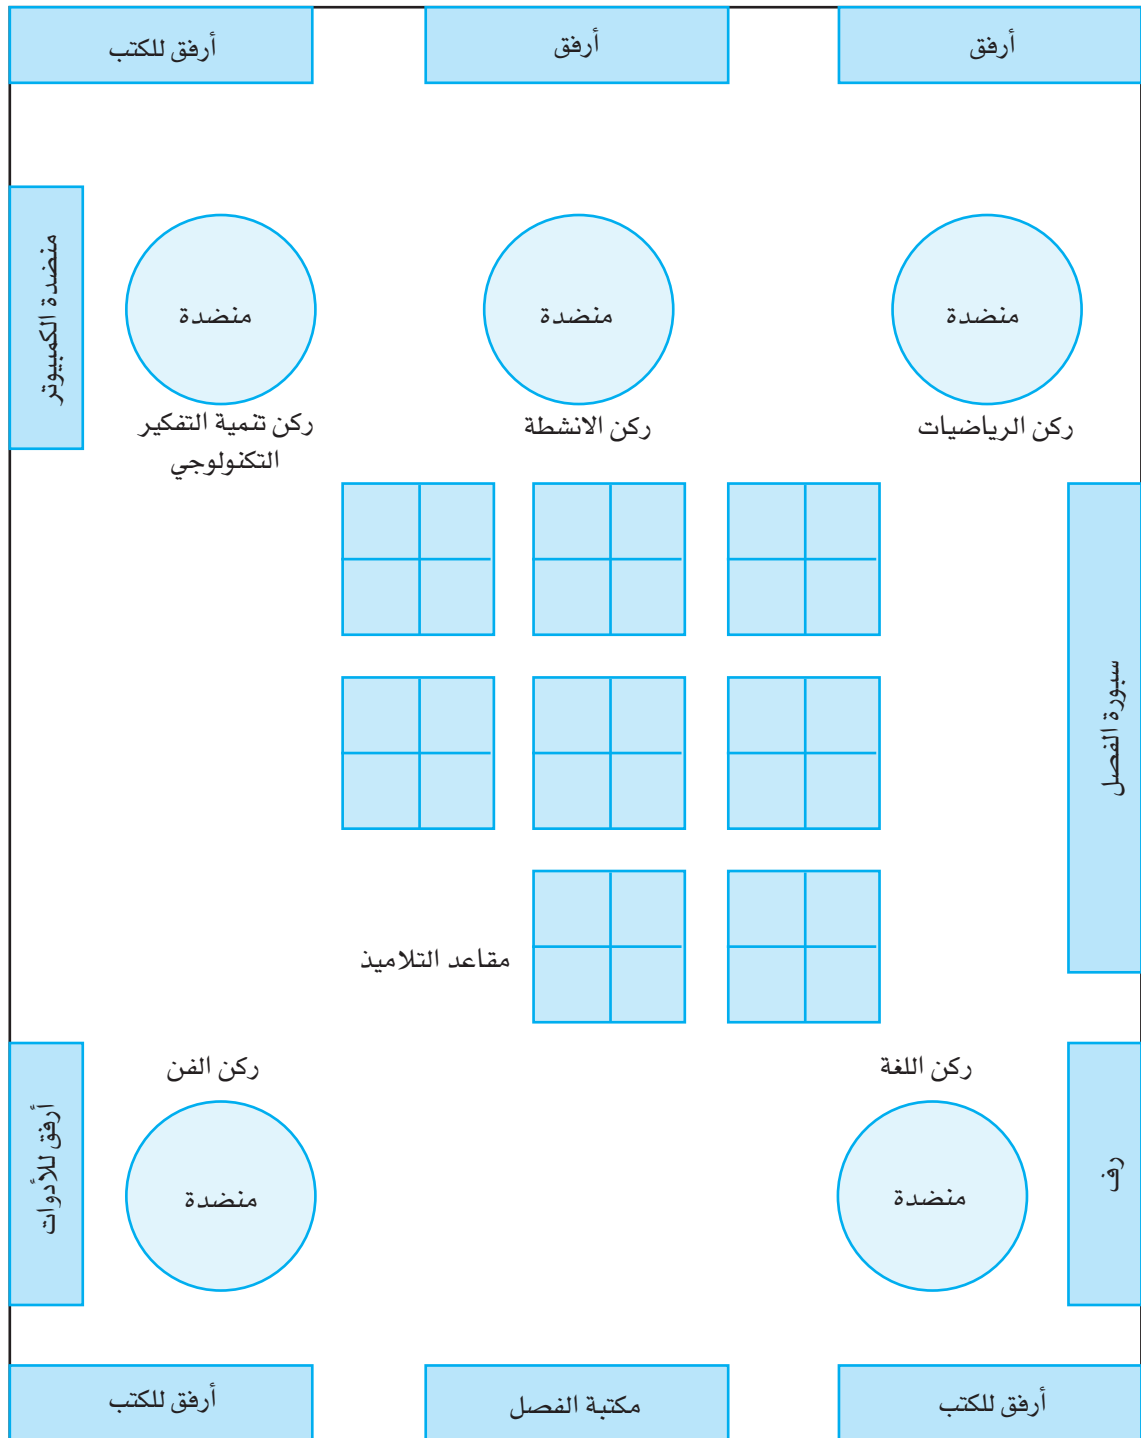 أرفق
أرفق
أرفق للكتب
منضدة الكمبيوتر
منضدة
منضدة
منضدة
ركن الرياضيات
ركن الانشطة
ركن تنمية التفكير
التكنولوجي
سبورة الفصل
مقاعد التلاميذ
ركن اللغة
ركن الفن
رف
منضدة
منضدة
أرفق للأدوات
أرفق للكتب
مكتبة الفصل
أرفق للكتب